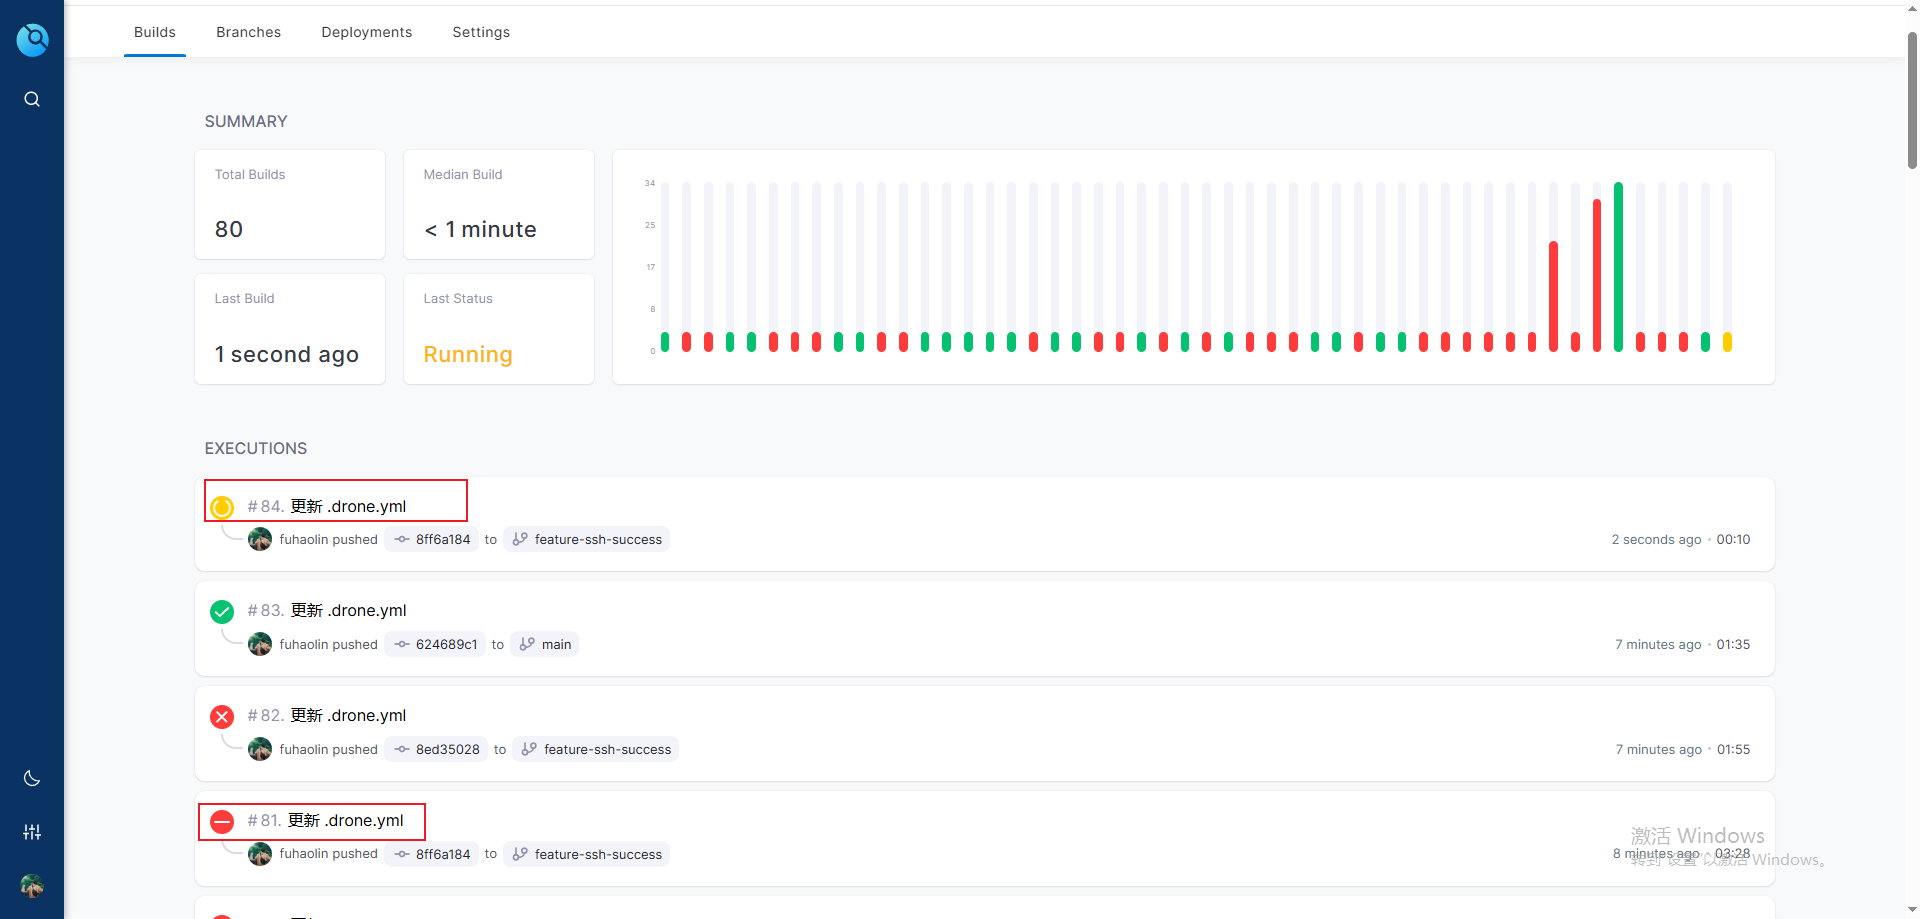 Builds Branches Deployments Settings
SUMMARY
Total Builds
80
Median Build
< 1 minute
Last Build
1 second ago
Last Status
Running
34
25
17
8
0
EXECUTIONS
#84. 更新 .drone.yml
fuhaolin pushed 8ff6a184 to feature-ssh-success
2 seconds ago · 00:10
#83. 更新 .drone.yml
fuhaolin pushed 624689c1 to main
7 minutes ago · 01:35
#82. 更新 .drone.yml
fuhaolin pushed 8ed35028 to feature-ssh-success
7 minutes ago · 01:55
#81. 更新 .drone.yml
fuhaolin pushed 8ff6a184 to feature-ssh-success
8 minutes ago · 03:28
激活 Windows
转到"设置"以激活 Windows。